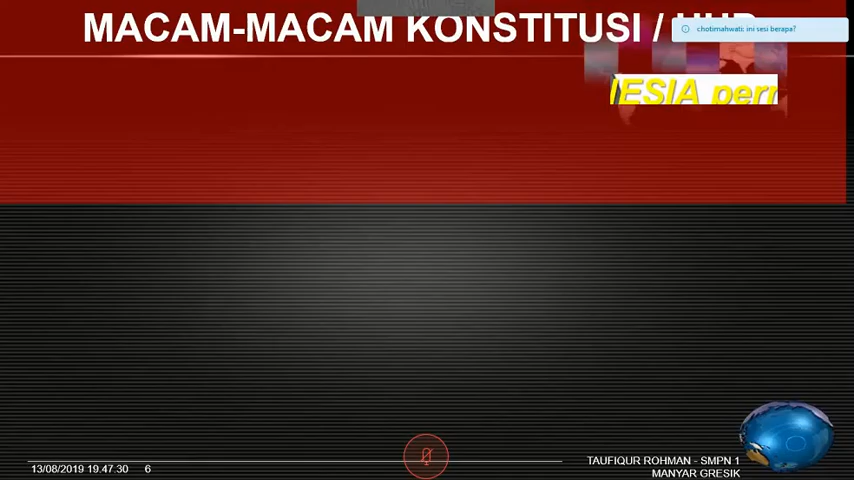 MACAM-MACAM KONSTITUSI /
chotimahwati: ini sesi berapa?
ESIA per
13/08/2019 19.47.30 6
TAUFIQUR ROHMAN - SMPN 1
MANYAR GRESIK